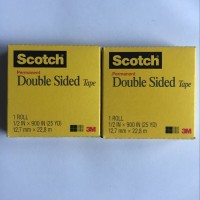 Scotch
Permanent
Double Sided Tape
1 ROLL
1/2 IN × 900 IN (25 YD)
12,7 mm × 22,8 m
3M
Scotch
Permanent
Double Sided Tape
1 ROLL
1/2 IN × 900 IN (25 YD)
12,7 mm × 22,8 m
3M